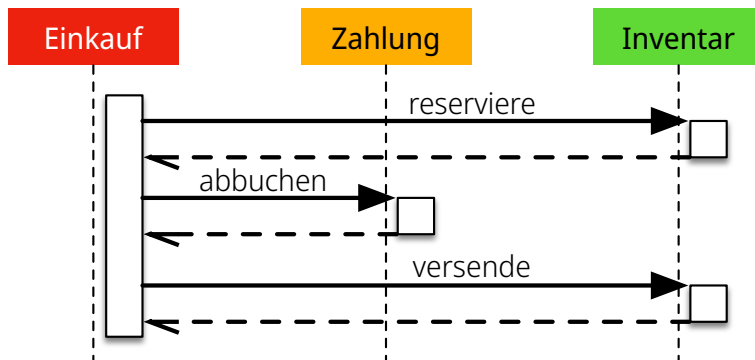 Einkauf
Zahlung
Inventar
reserviere
abbuchen
versende